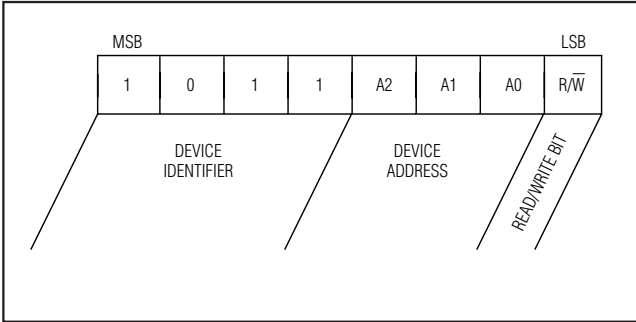 MSB LSB
1 0 1 1 A2 A1 A0 R/W̅
DEVICE
IDENTIFIER
DEVICE
ADDRESS
READ/WRITE BIT